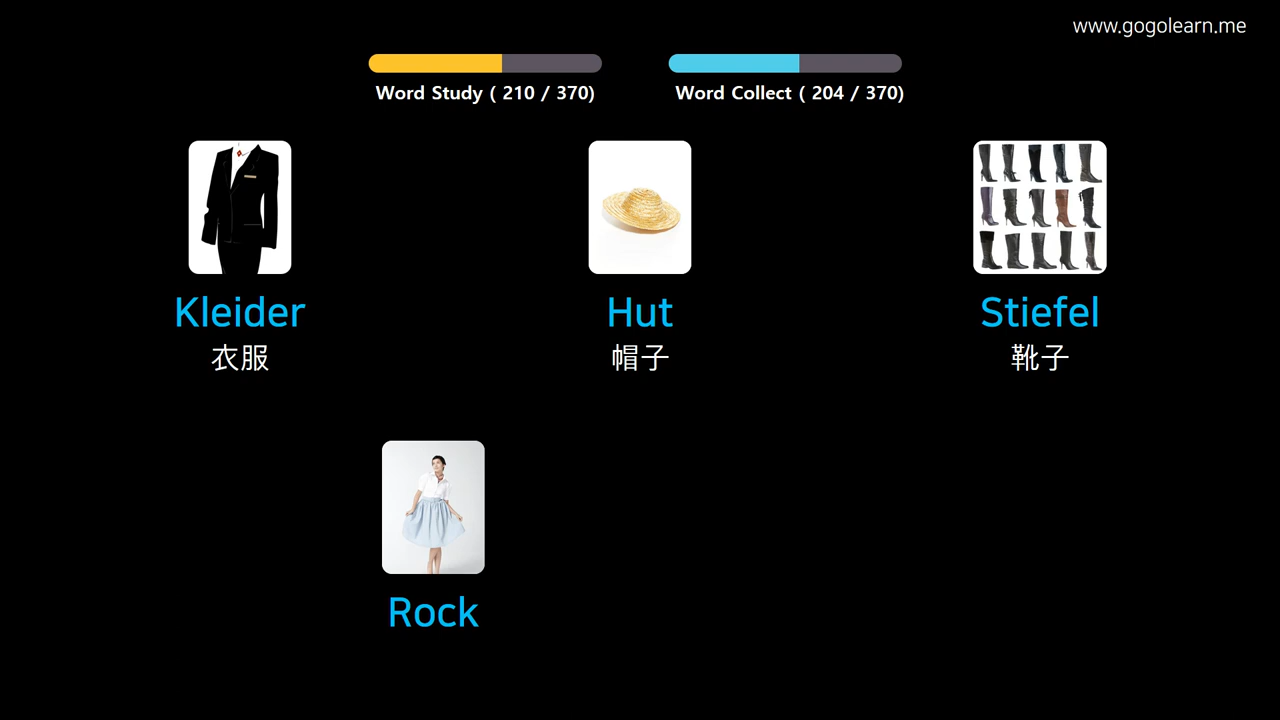 www.gogolearn.me
Word Study ( 210 / 370)
Word Collect ( 204 / 370)
Kleider
衣服
Hut
帽子
Stiefel
靴子
Rock